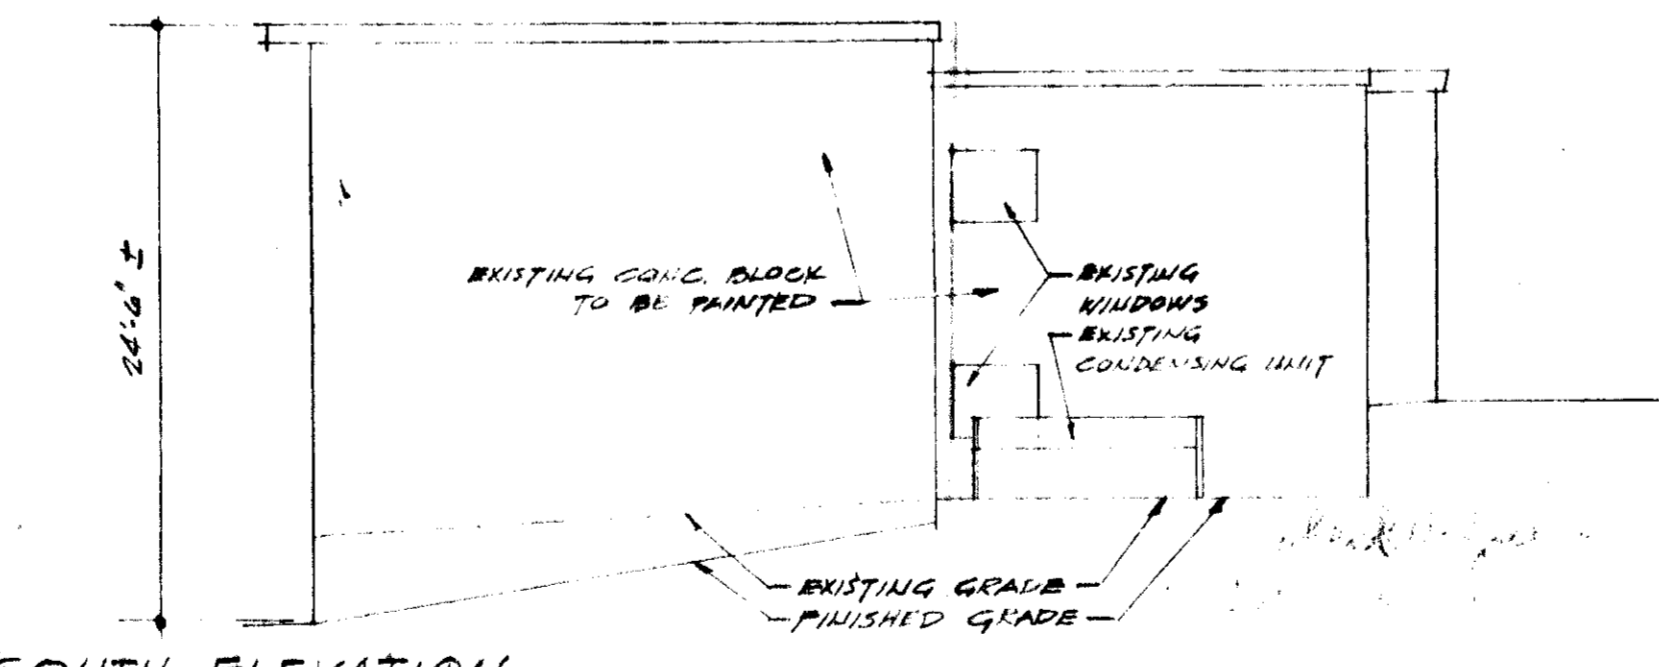 24'-6" ±
EXISTING CONC. BLOCK
TO BE PAINTED
EXISTING
WINDOWS
EXISTING
CONDENSING UNIT
EXISTING GRADE
FINISHED GRADE
SOUTH ELEVATION